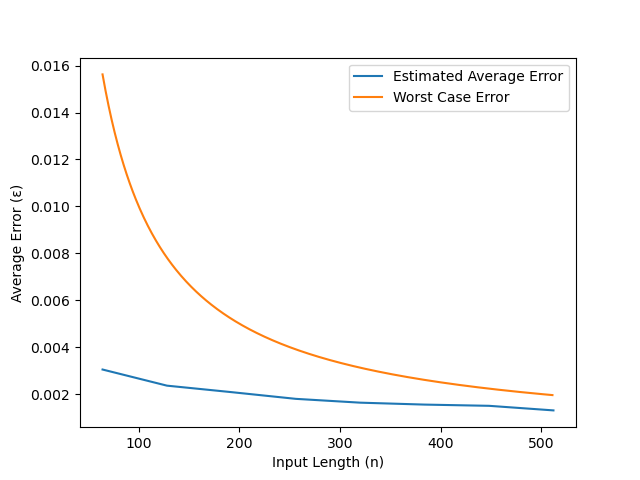 Estimated Average Error
Worst Case Error
Average Error (ε)
0.016
0.014
0.012
0.010
0.008
0.006
0.004
0.002
100 200 300 400 500
Input Length (n)